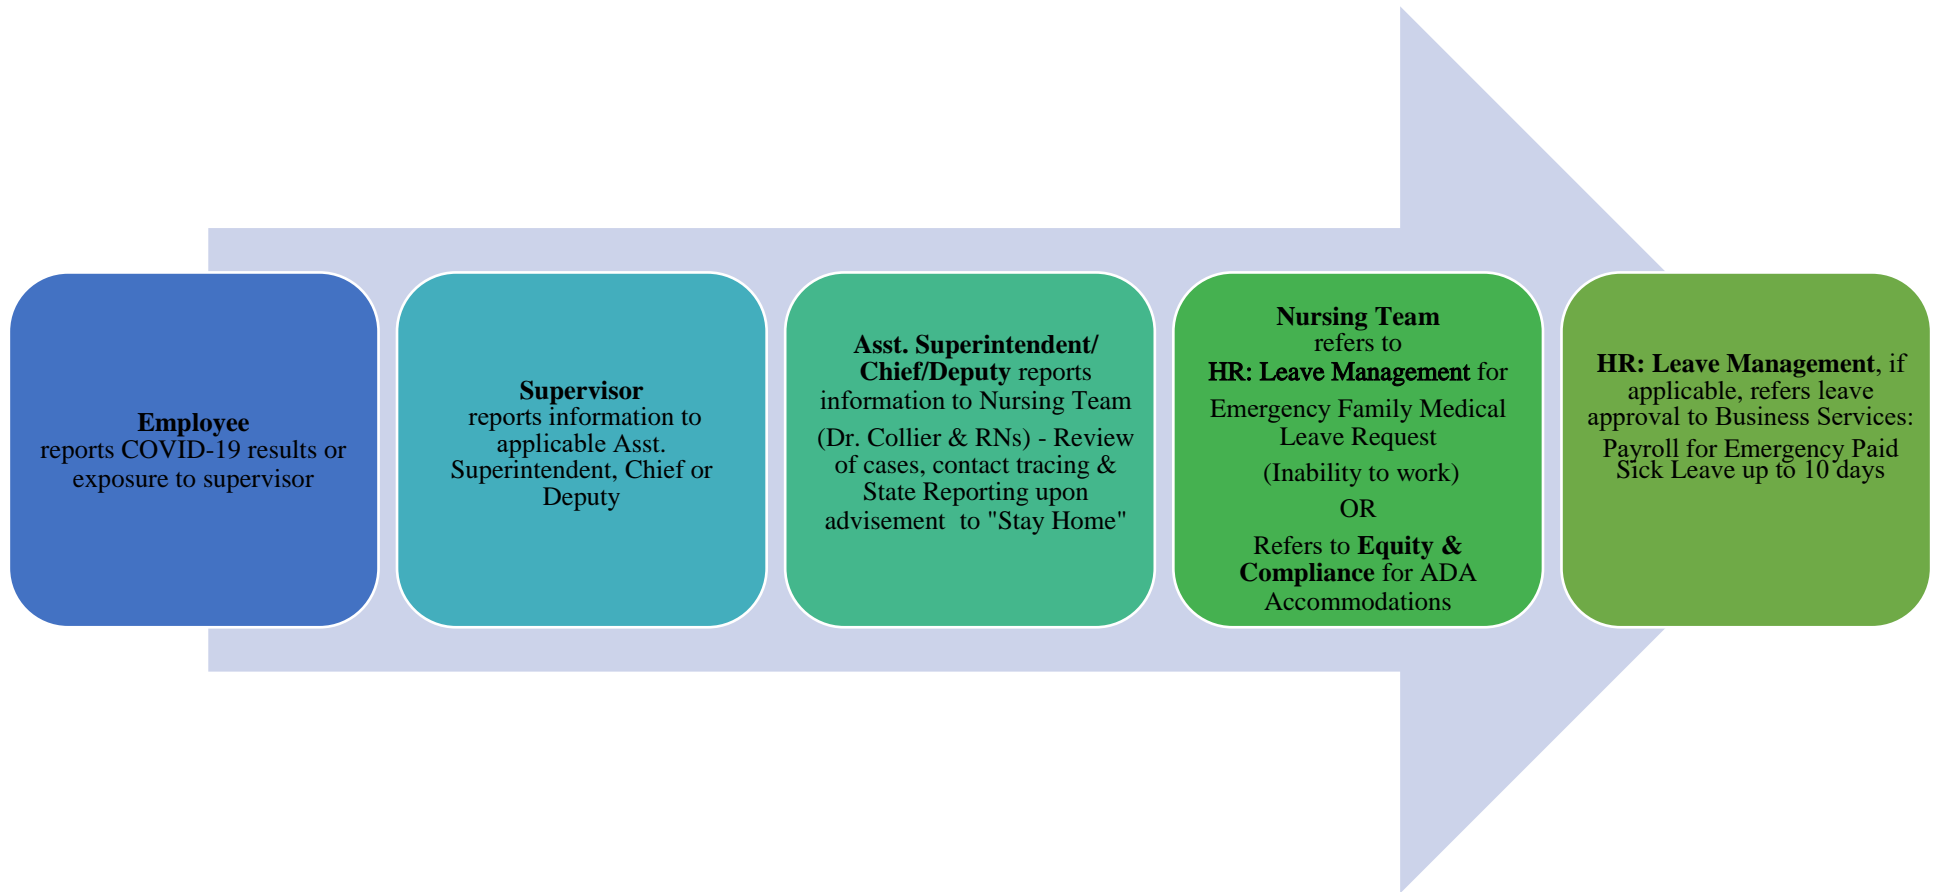 Employee
reports COVID-19 results or
exposure to supervisor
Supervisor
reports information to
applicable Asst.
Superintendent, Chief or
Deputy
Asst. Superintendent/
Chief/Deputy reports
information to Nursing Team
(Dr. Collier & RNs) - Review
of cases, contact tracing &
State Reporting upon
advisement  to "Stay Home"
Nursing Team
refers to
HR: Leave Management for
Emergency Family Medical
Leave Request
(Inability to work)
OR
Refers to Equity &
Compliance for ADA
Accommodations
HR: Leave Management, if
applicable, refers leave
approval to Business Services:
Payroll for Emergency Paid
Sick Leave up to 10 days